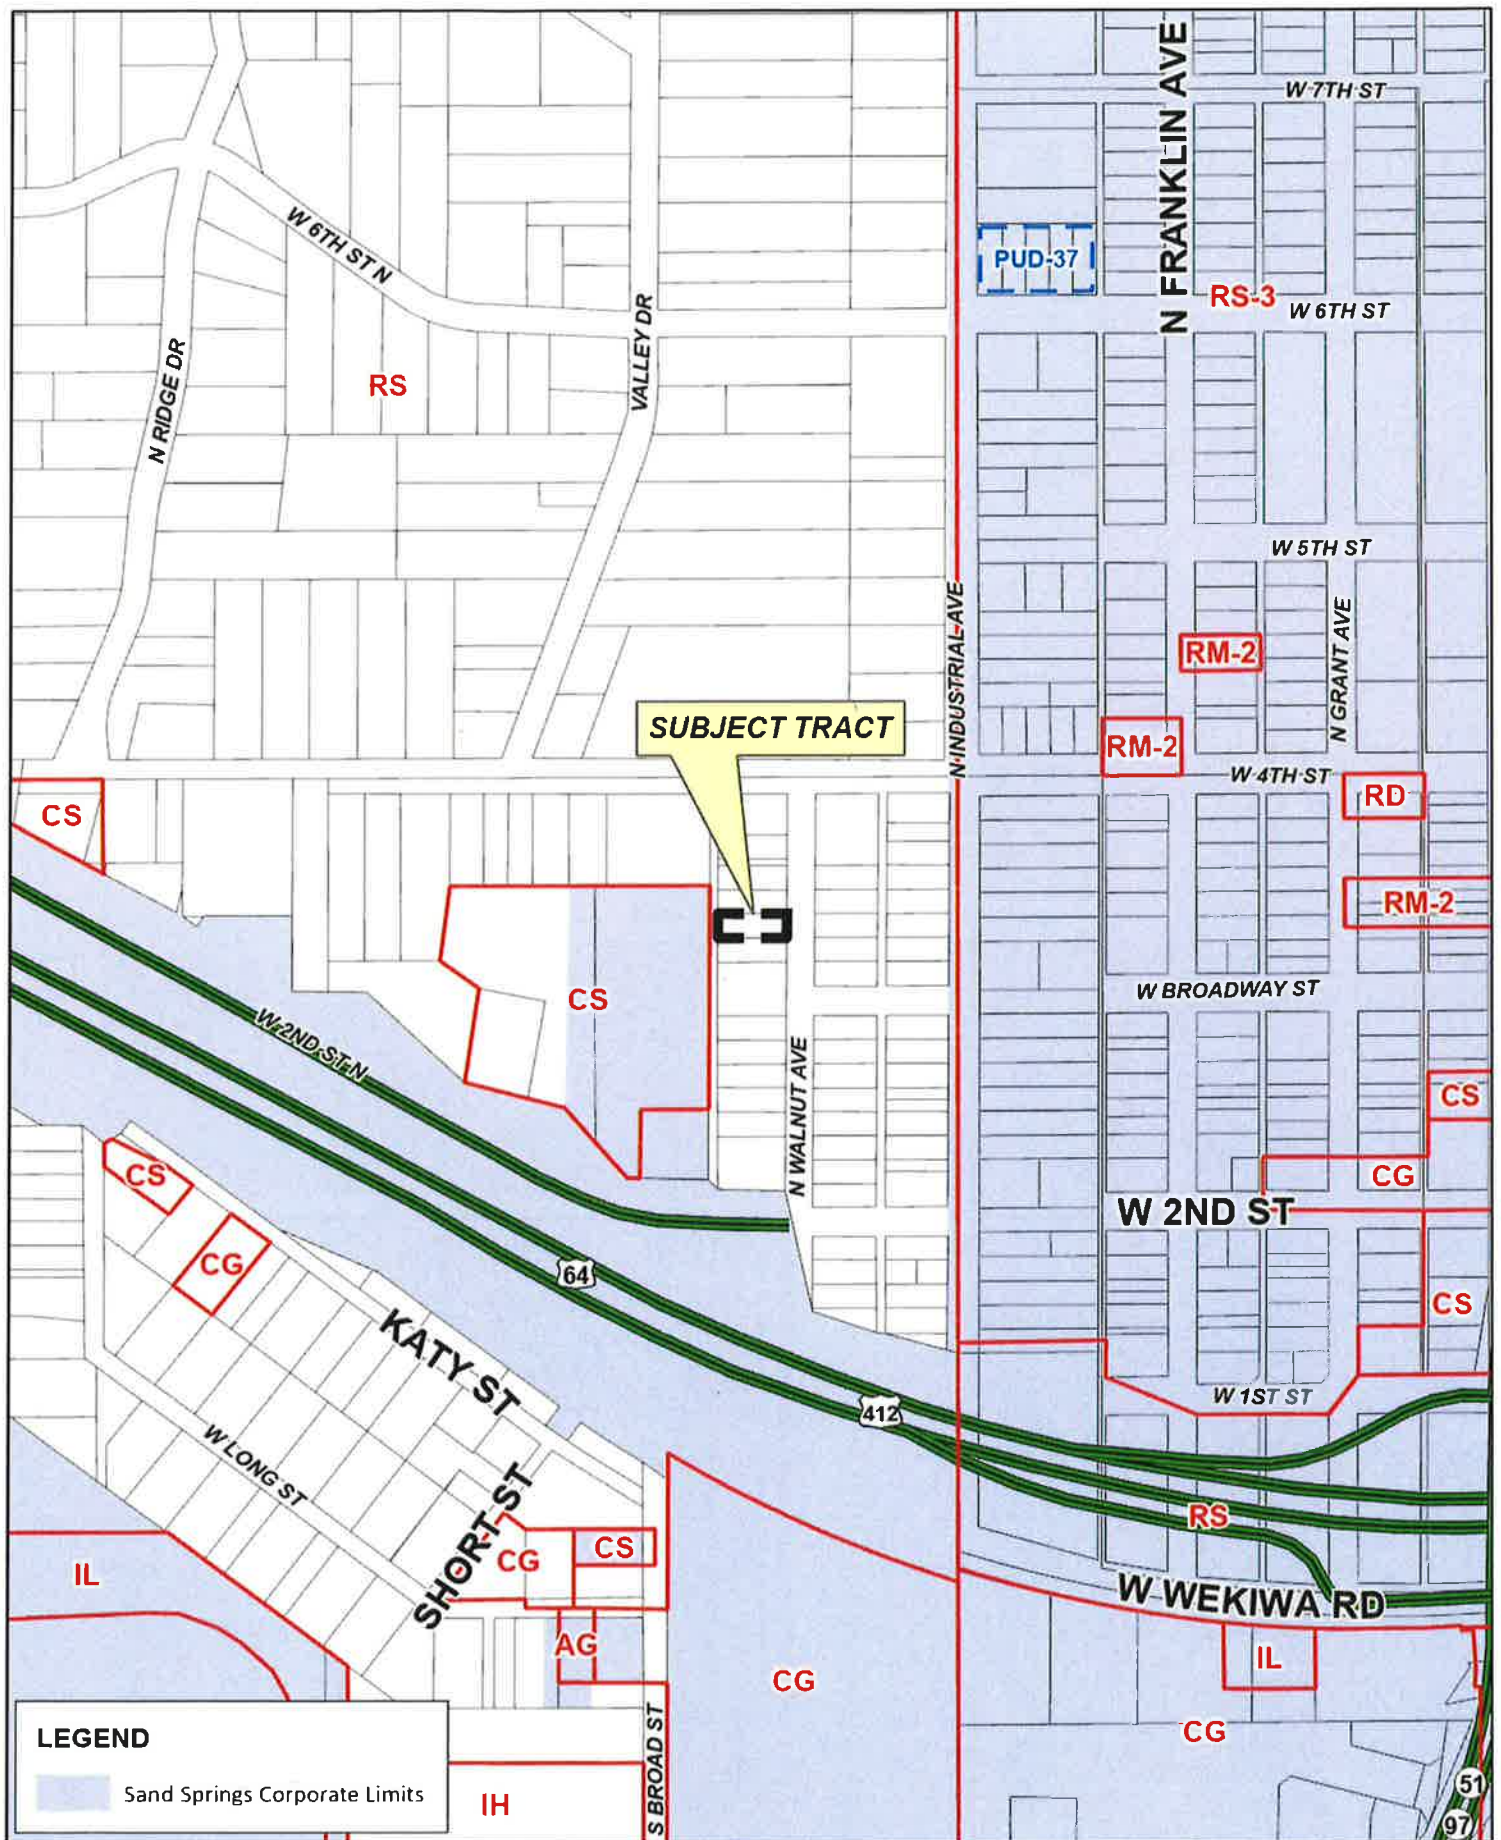 N FRANKLIN AVE
W 7TH ST
W 6TH ST N
PUD-37
RS-3
W 6TH ST
N RIDGE DR
VALLEY DR
RS
W 5TH ST
N INDUSTRIAL AVE
N GRANT AVE
RM-2
SUBJECT TRACT
RM-2
W 4TH ST
RD
CS
RM-2
CS
W BROADWAY ST
W 2ND ST N
N WALNUT AVE
CS
CS
CG
W 2ND ST
CG
64
CS
KATY ST
W 1ST ST
412
W LONG ST
SHORT ST
RS
CG
CS
IL
W WEKIWA RD
AG
IL
CG
CG
S BROAD ST
LEGEND
Sand Springs Corporate Limits
IH
51
97